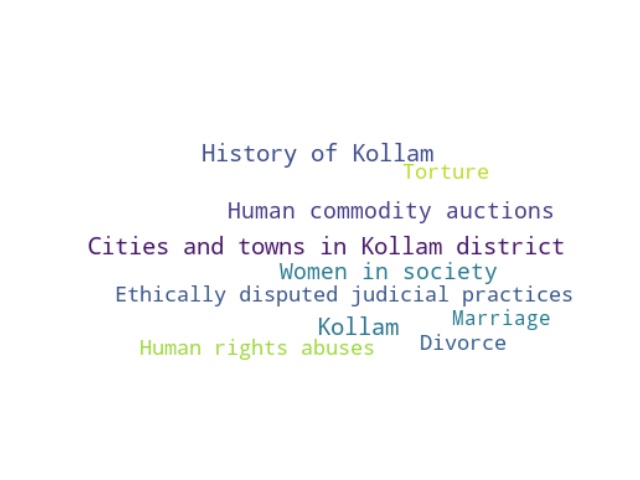 History of Kollam
Torture
Human commodity auctions
Cities and towns in Kollam district
Women in society
Ethically disputed judicial practices
Marriage
Kollam
Divorce
Human rights abuses